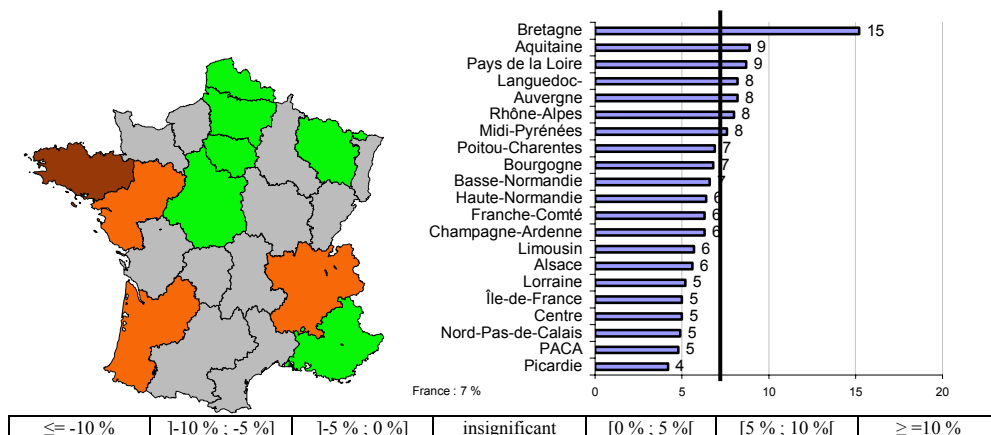 Bretagne 15
Aquitaine 9
Pays de la Loire 9
Languedoc- 8
Auvergne 8
Rhône-Alpes 8
Midi-Pyrénées 8
Poitou-Charentes 7
Bourgogne 7
Basse-Normandie 7
Haute-Normandie 6
Franche-Comté 6
Champagne-Ardenne 6
Limousin 6
Alsace 6
Lorraine 5
Île-de-France 5
Centre 5
Nord-Pas-de-Calais 5
PACA 5
Picardie 4
France : 7 %
0 5 10 15 20
<= -10 % ]-10 % ; -5 %] ]-5 % ; 0 %] insignificant [0 % ; 5 %[ [5 % ; 10 %[ ≥ =10 %